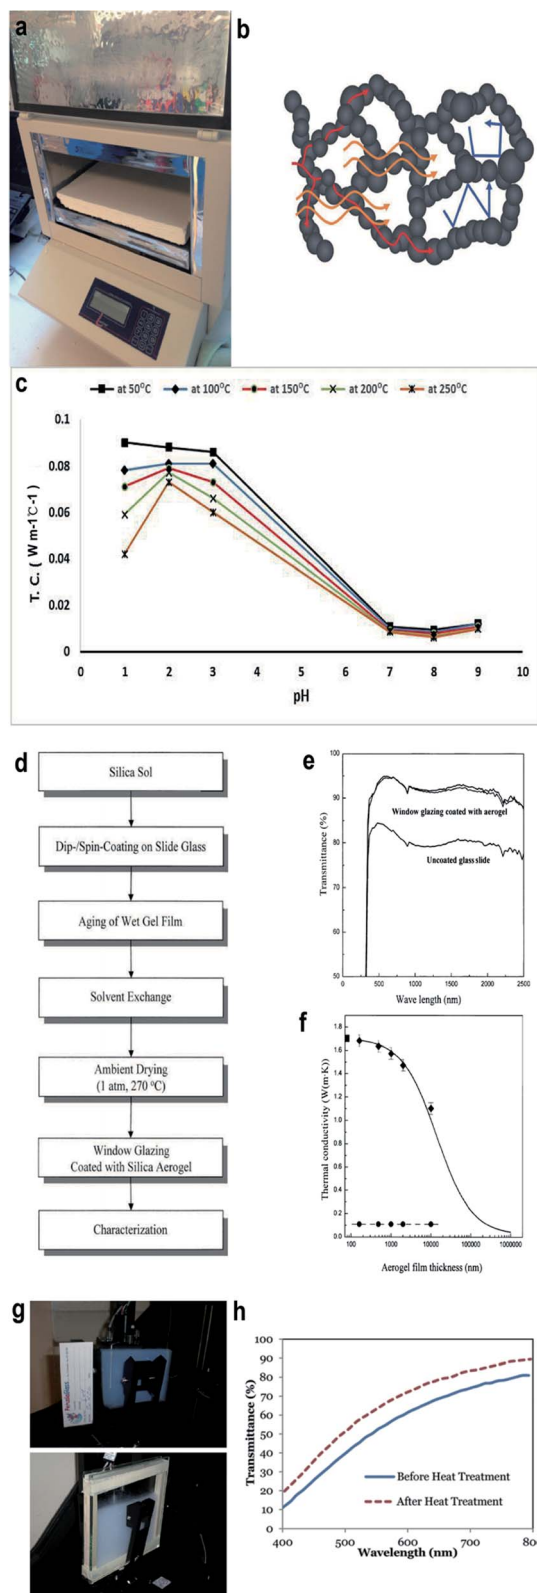 a
b
c
at 50°C at 100°C at 150°C at 200°C at 250°C
0.1
0.08
0.06
0.04
0.02
0
T. C. ( W m-1℃-1)
0 1 2 3 4 5 6 7 8 9 10
pH
d
Silica Sol
Dip-/Spin-Coating on Slide Glass
Aging of Wet Gel Film
Solvent Exchange
Ambient Drying
(1 atm, 270 °C)
Window Glazing
Coated with Silica Aerogel
Characterization
e
100
90
80
70
60
50
Transmittance (%)
Window glazing coated with aerogel
Uncoated glass slide
0 500 1000 1500 2000 2500
Wave length (nm)
f
1.8
1.6
1.4
1.2
1.0
0.8
0.6
0.4
0.2
0.0
Thermal conductivity (W(m·K))
100 1000 10000 100000 1000000
Aerogel film thickness (nm)
g
h
100
90
80
70
60
50
40
30
20
10
0
Transmittance (%)
Before Heat Treatment
After Heat Treatment
400 500 600 700 80
Wavelength (nm)